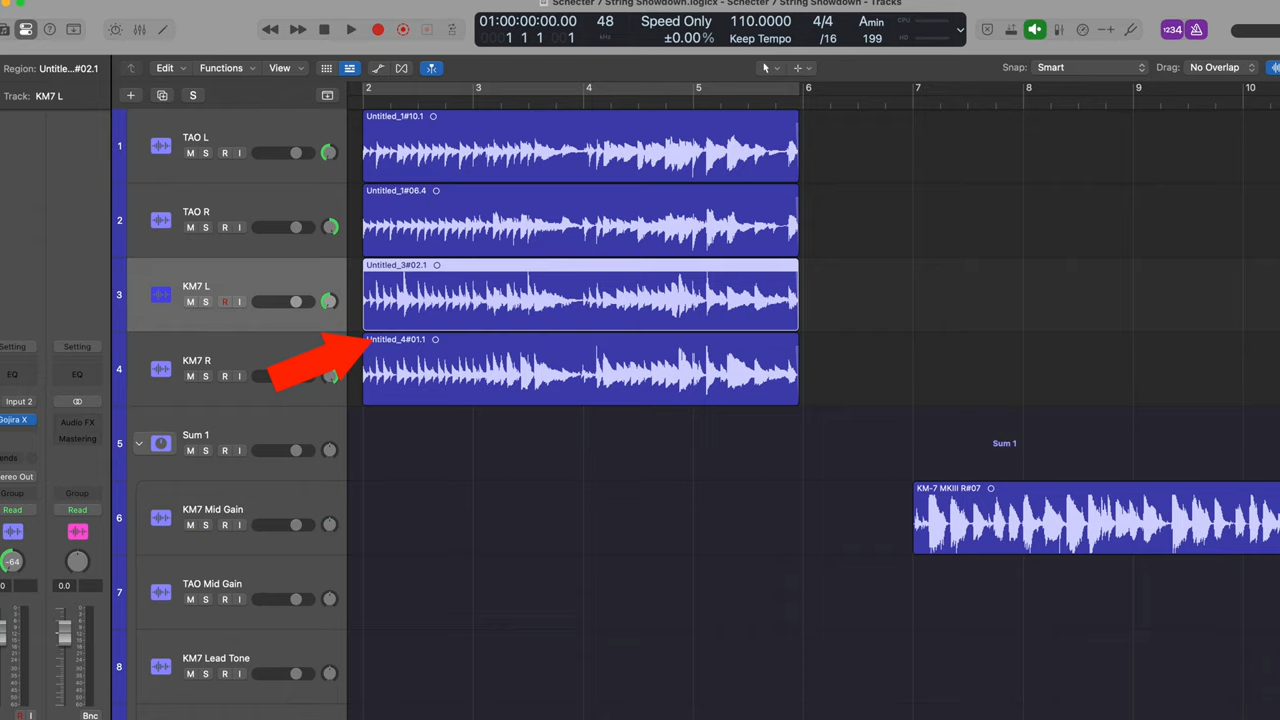 Schecter 7 String Showdown.logicx - Schecter 7 String Showdown - Tracks
01:00:00:00.00 48 Speed Only 110.0000 4/4 Amin CPU
1 1 1 1 kHz ±0.00% Keep Tempo /16 199 HD
1234
Region: Untitle...#02.1 Edit Functions View Snap: Smart Drag: No Overlap
Track: KM7 L S 2 3 4 5 6 7 8 9 10
1 TAO L Untitled_1#10.1
M S R I
2 TAO R Untitled_1#06.4
M S R I
3 KM7 L Untitled_3#02.1
M S R I
4 KM7 R Untitled_4#01.1
M S R I
Setting Setting
EQ EQ
Input 2
Gojira X Audio FX
Mastering
5 Sum 1 Sum 1
M S R I
ends
ereo Out
Group Group
Read Read
6 KM7 Mid Gain KM-7 MKIII R#07
M S R I
-64
0.0
7 TAO Mid Gain
M S R I
8 KM7 Lead Tone
M S R I
R I Bnc